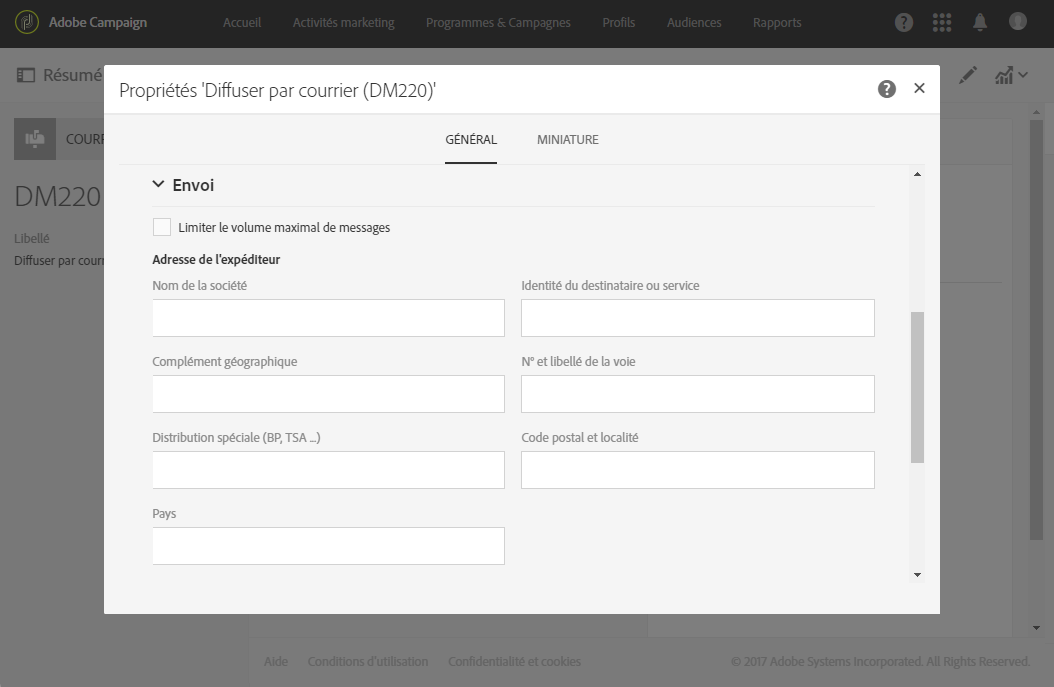 Adobe Campaign
Accueil
Activités marketing
Programmes & Campagnes
Profils
Audiences
Rapports
Résumé
Propriétés 'Diffuser par courrier (DM220)'
GÉNÉRAL
MINIATURE
DM220
Libellé
Diffuser par
Envoi
Limiter le volume maximal de messages
Adresse de l'expéditeur
Nom de la société
Identité du destinataire ou service
Complément géographique
N° et libellé de la voie
Distribution spéciale (BP, TSA ...)
Code postal et localité
Pays
Aide
Conditions d'utilisation
Confidentialité et cookies
© 2017 Adobe Systems Incorporated. All Rights Reserved.